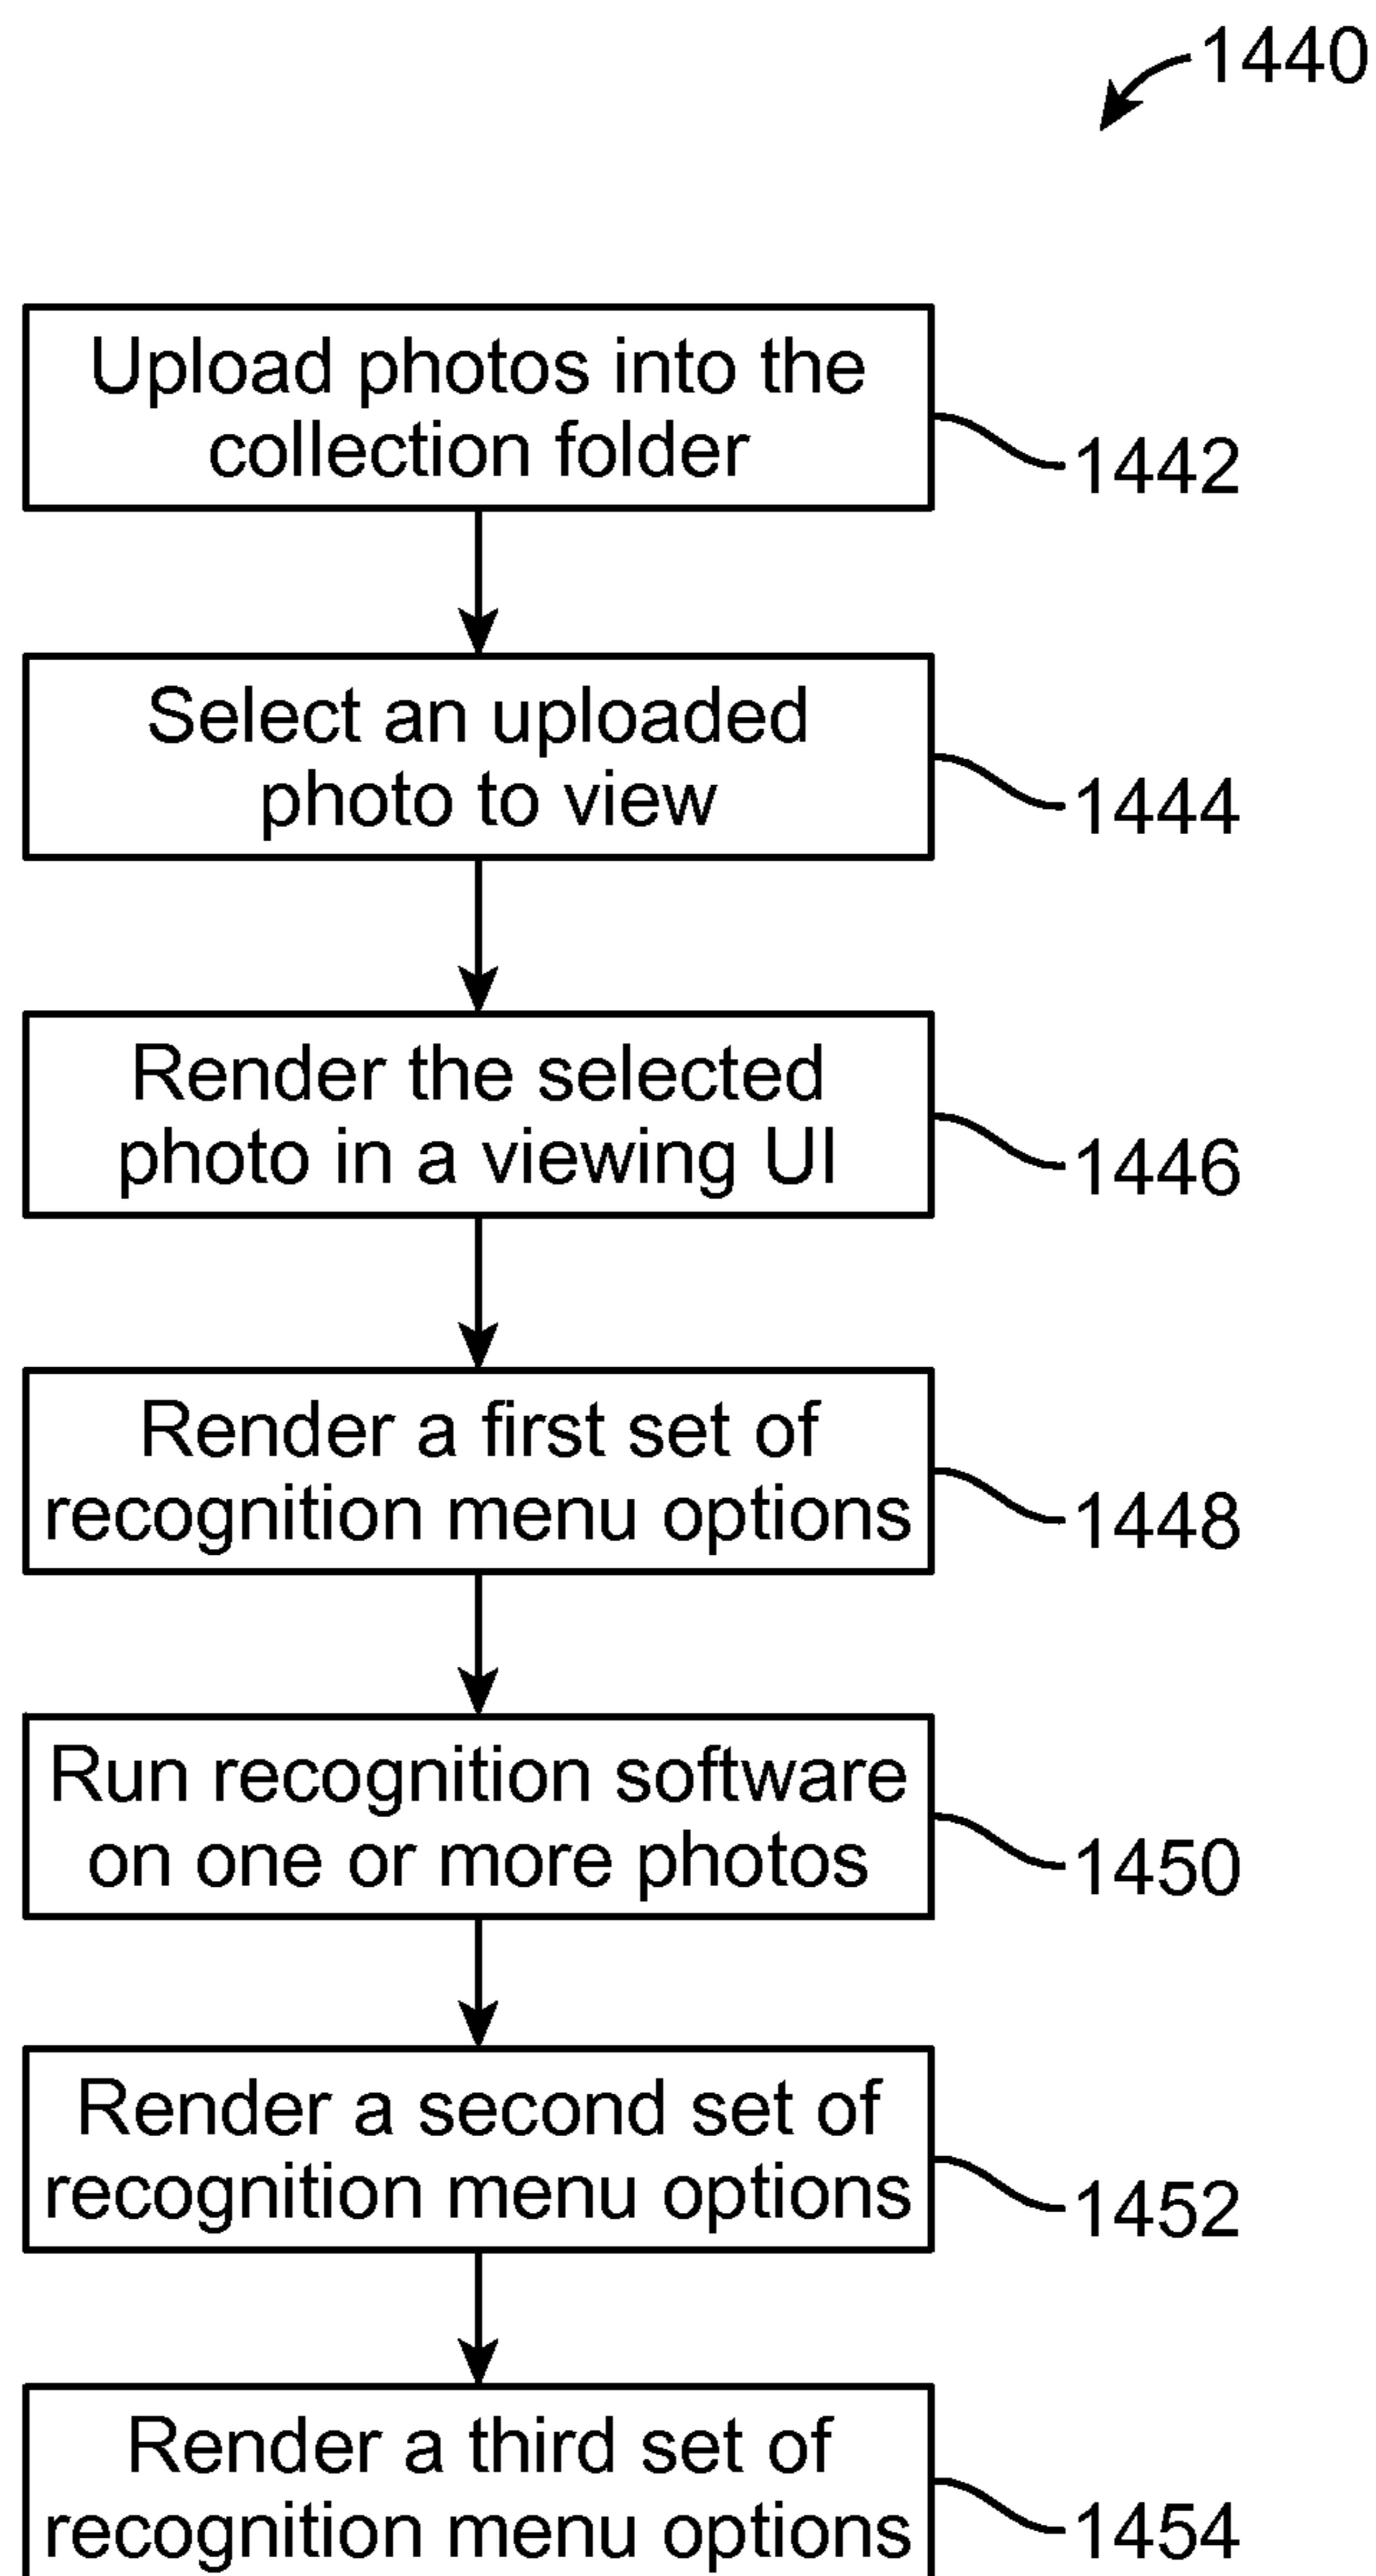 1440
Upload photos into the
collection folder
1442
Select an uploaded
photo to view
1444
Render the selected
photo in a viewing UI
1446
Render a first set of
recognition menu options
1448
Run recognition software
on one or more photos
1450
Render a second set of
recognition menu options
1452
Render a third set of
recognition menu options
1454